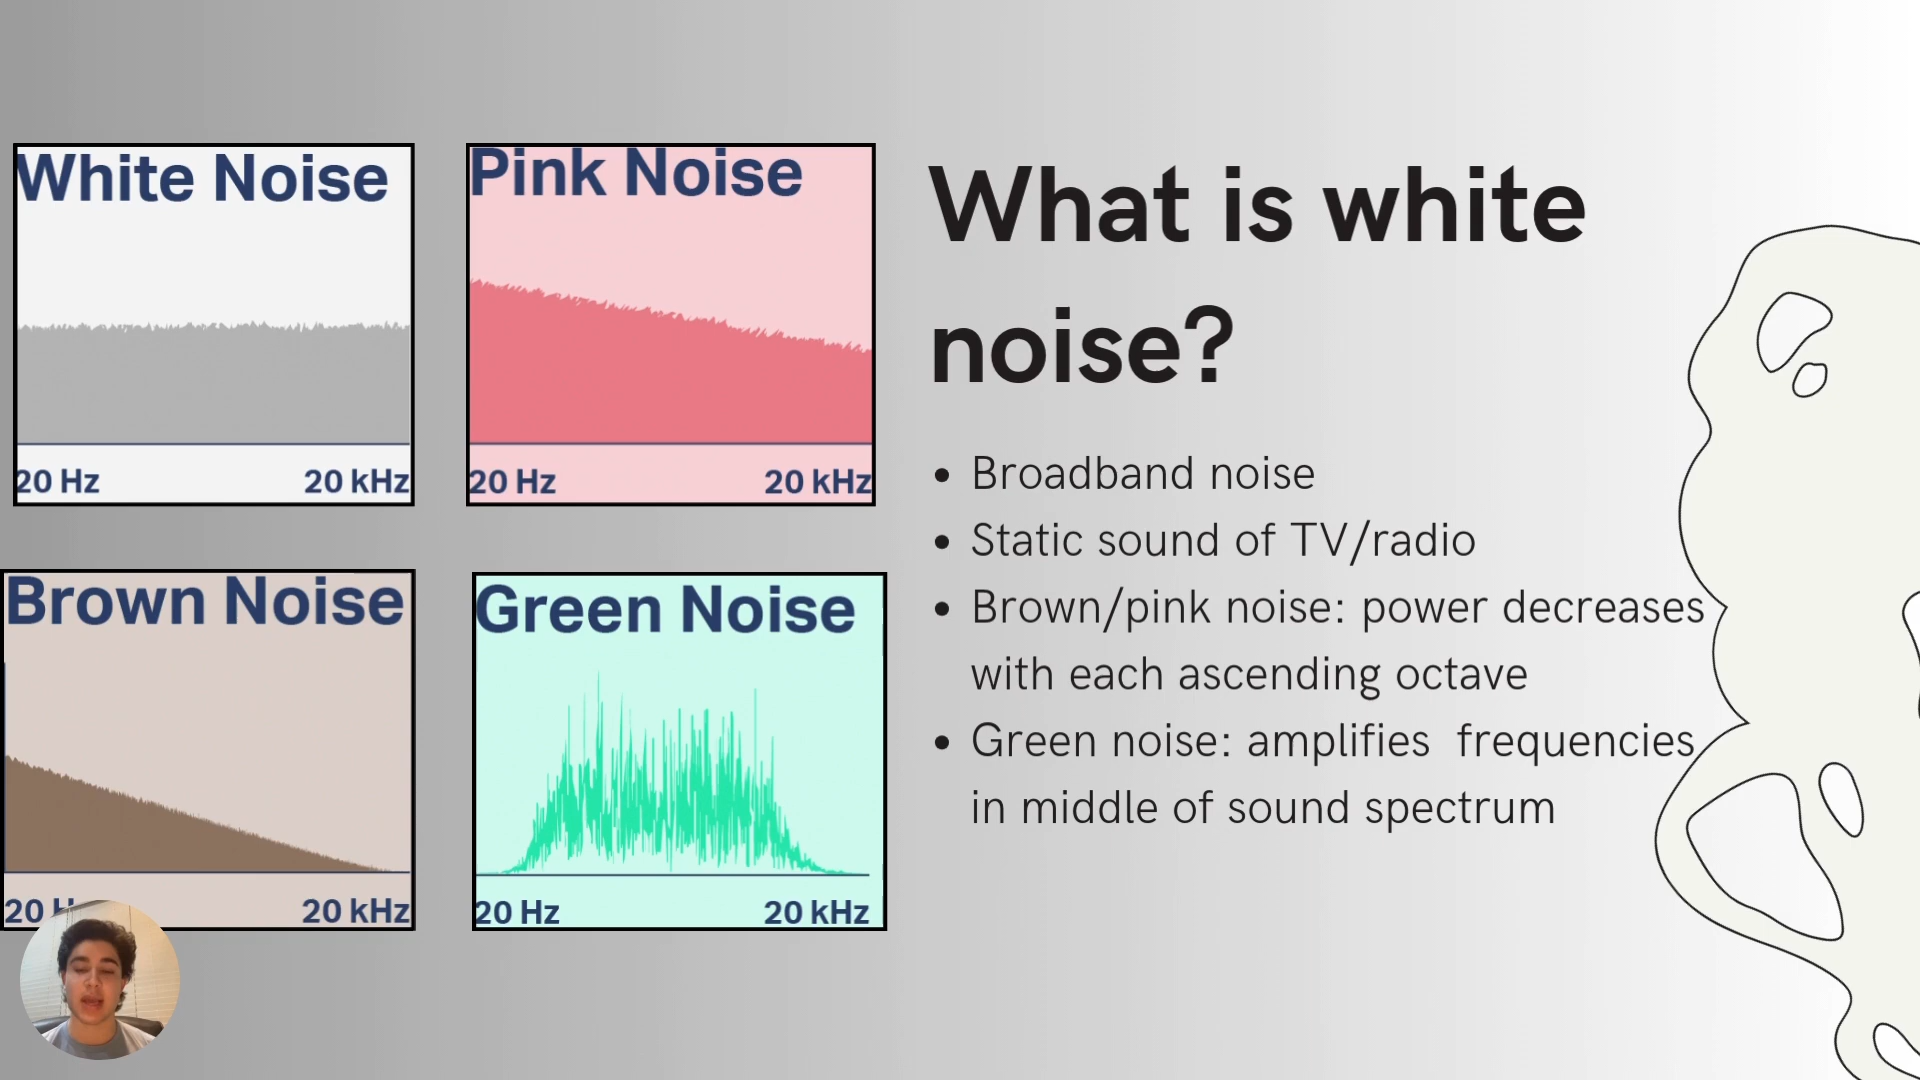 White Noise
20 Hz 20 kHz
Pink Noise
20 Hz 20 kHz
Brown Noise
20 20 kHz
Green Noise
20 Hz 20 kHz
What is white
noise?
• Broadband noise
• Static sound of TV/radio
• Brown/pink noise: power decreases
with each ascending octave
• Green noise: amplifies frequencies
in middle of sound spectrum